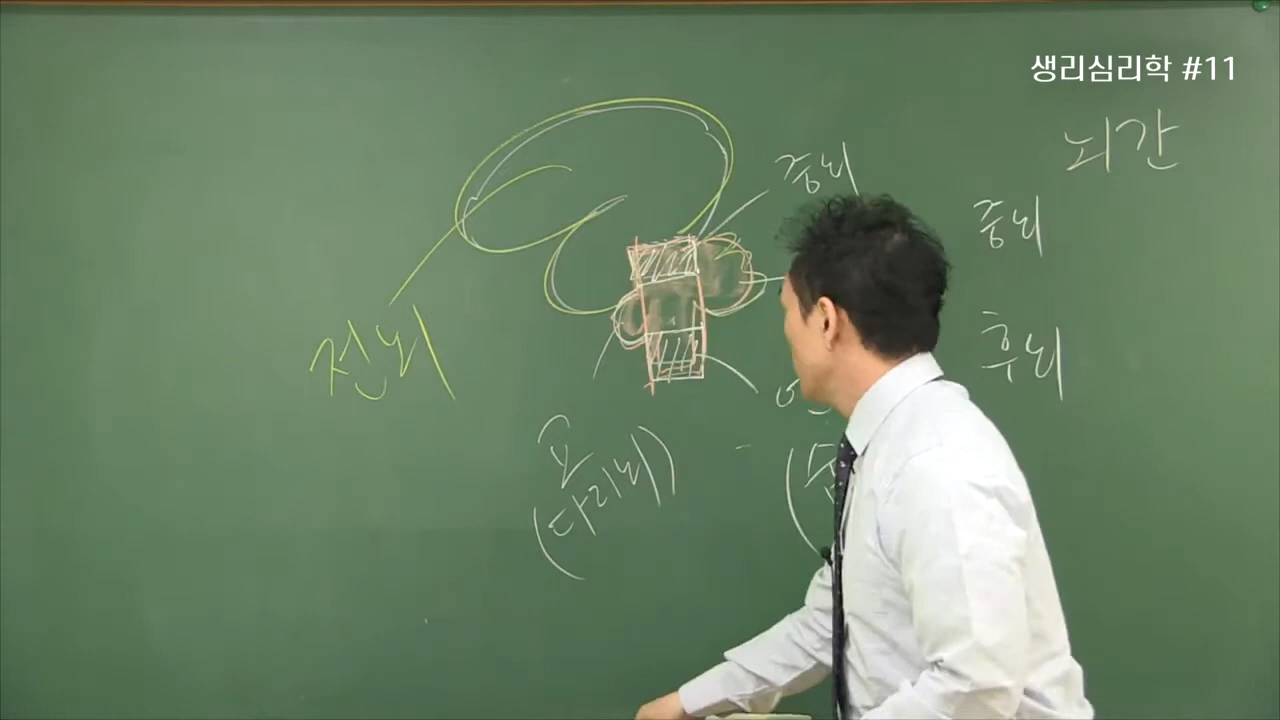 생리심리학 #11
뇌간
중뇌
중뇌
후뇌
전뇌
(다리뇌)